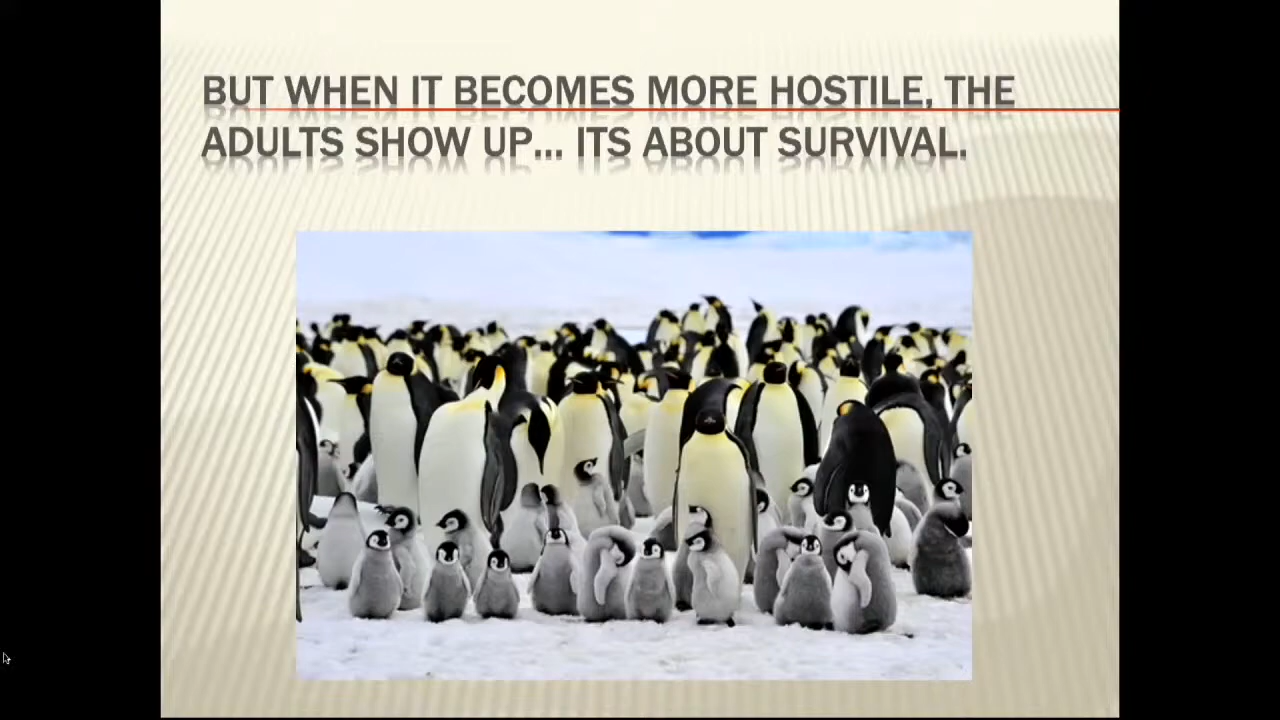 BUT WHEN IT BECOMES MORE HOSTILE, THE
ADULTS SHOW UP… ITS ABOUT SURVIVAL.